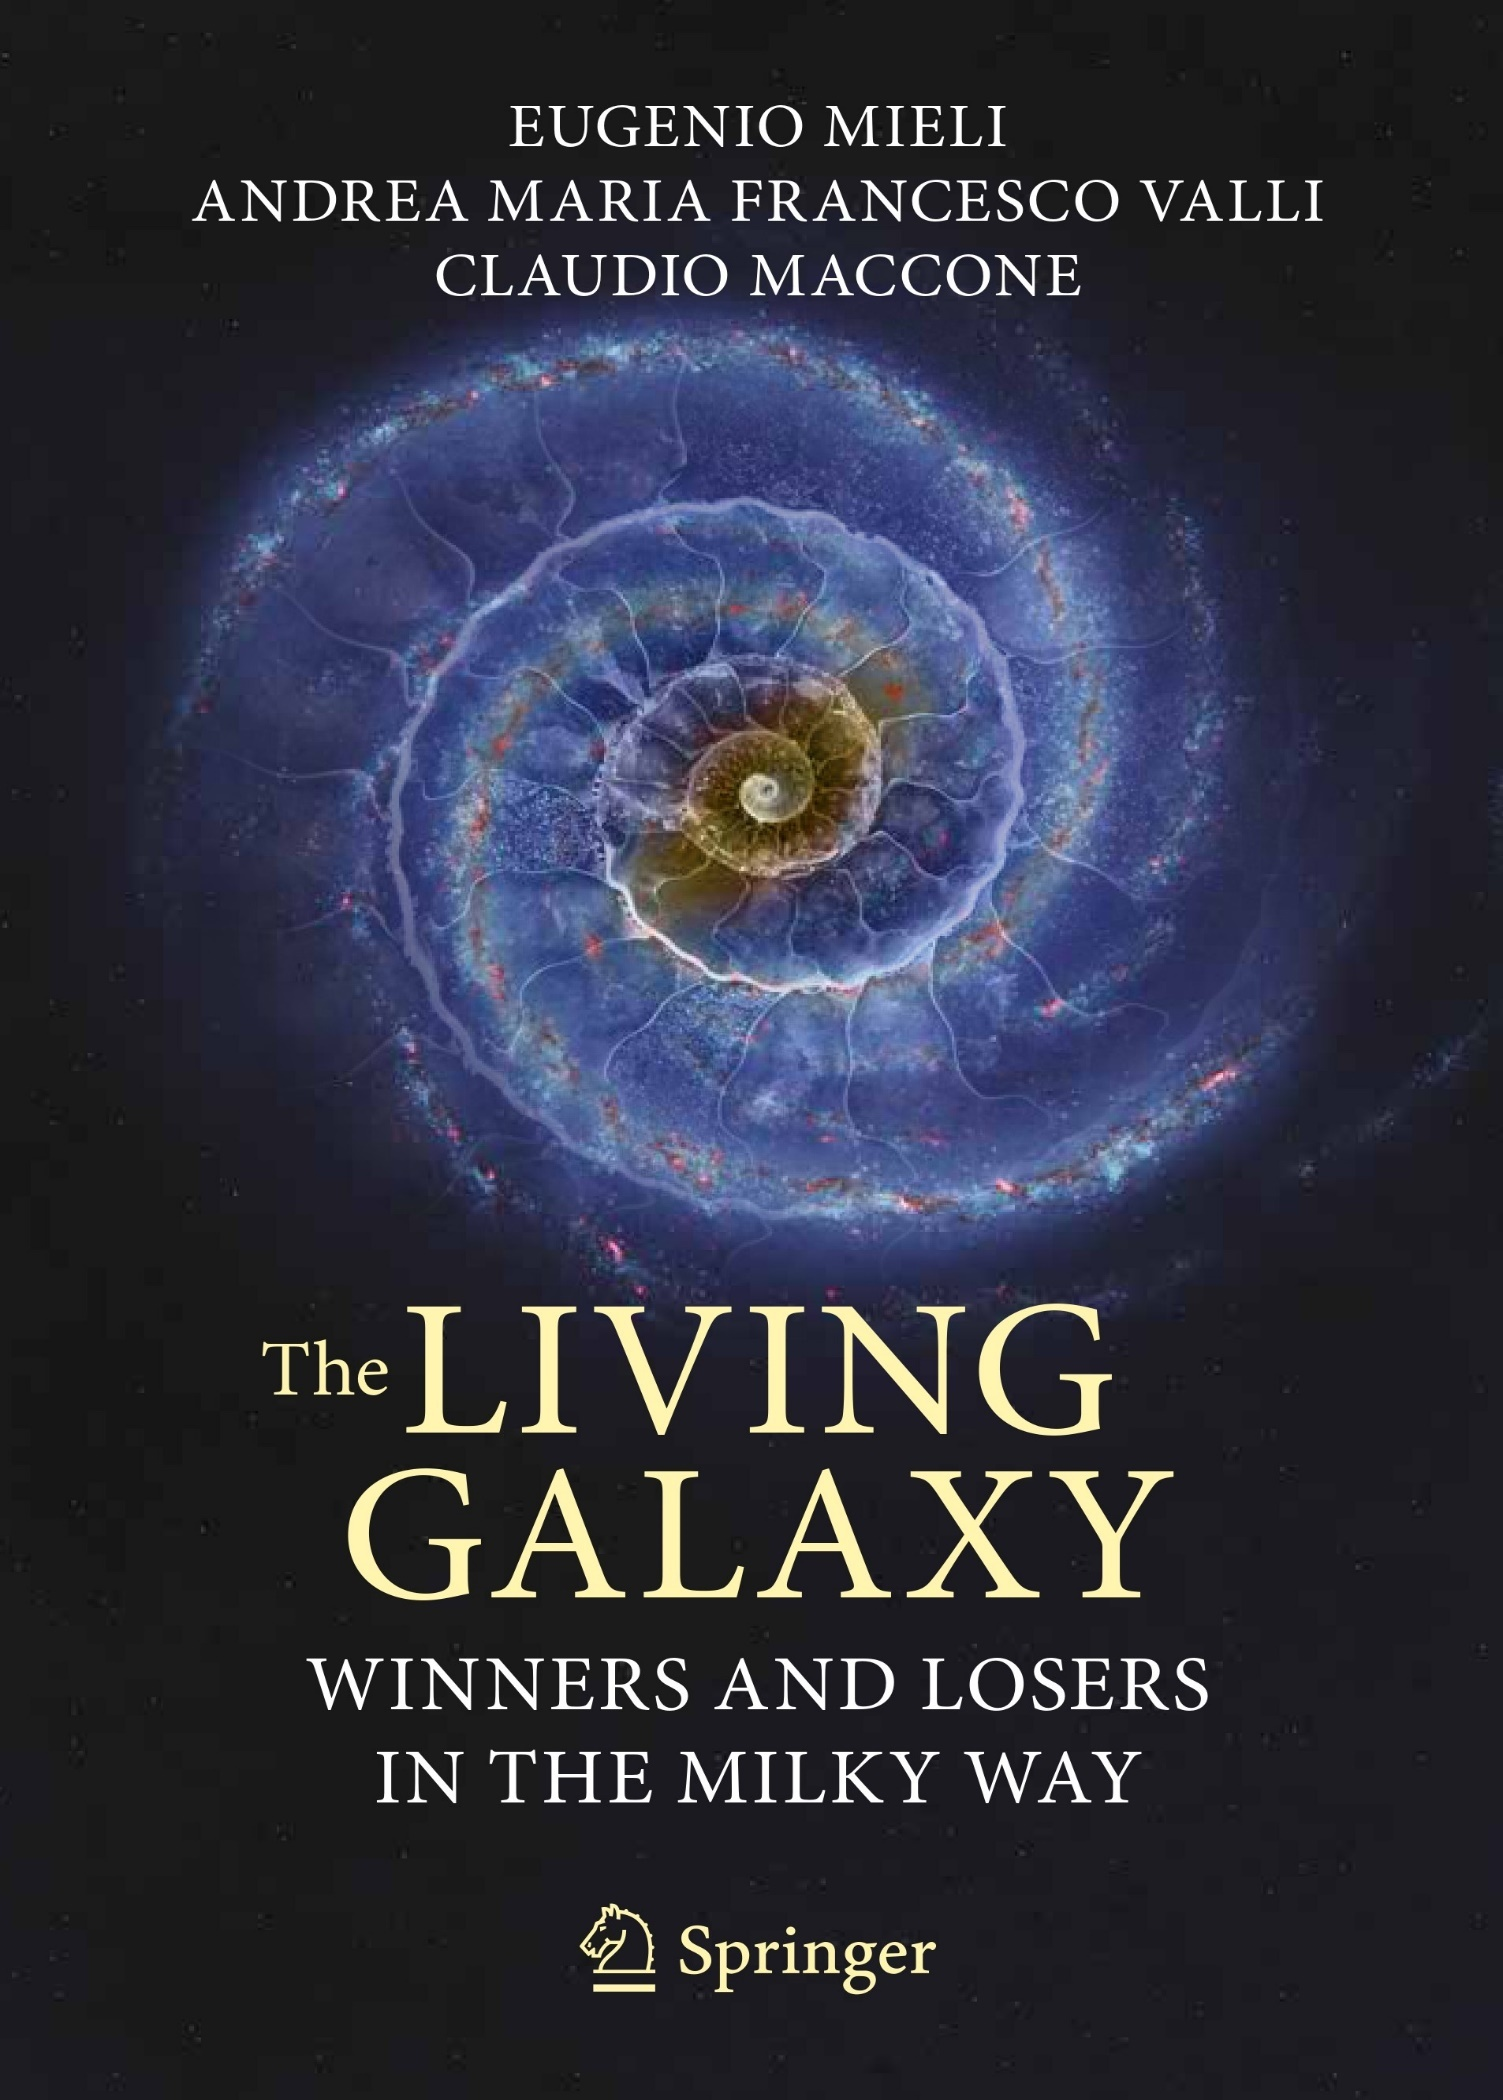 EUGENIO MIELI
ANDREA MARIA FRANCESCO VALLI
CLAUDIO MACCONE
The LIVING
GALAXY
WINNERS AND LOSERS
IN THE MILKY WAY
Springer